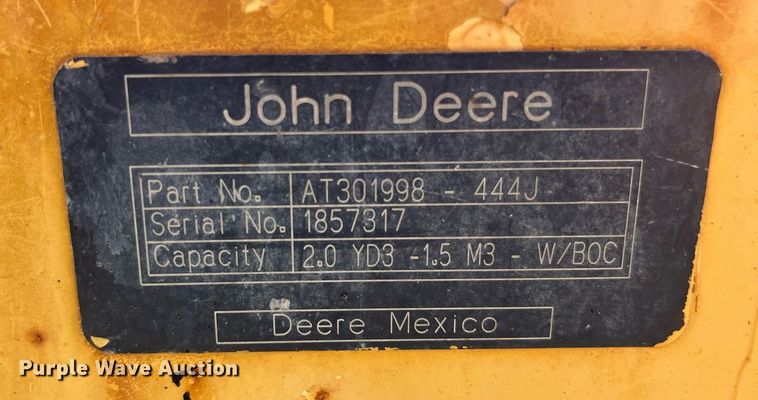 John Deere
Part No. AT301998 - 444J
Serial No. 1857317
Capacity 2.0 YD3 -1.5 M3 - W/BOC
Deere Mexico
Purple Wave Auction